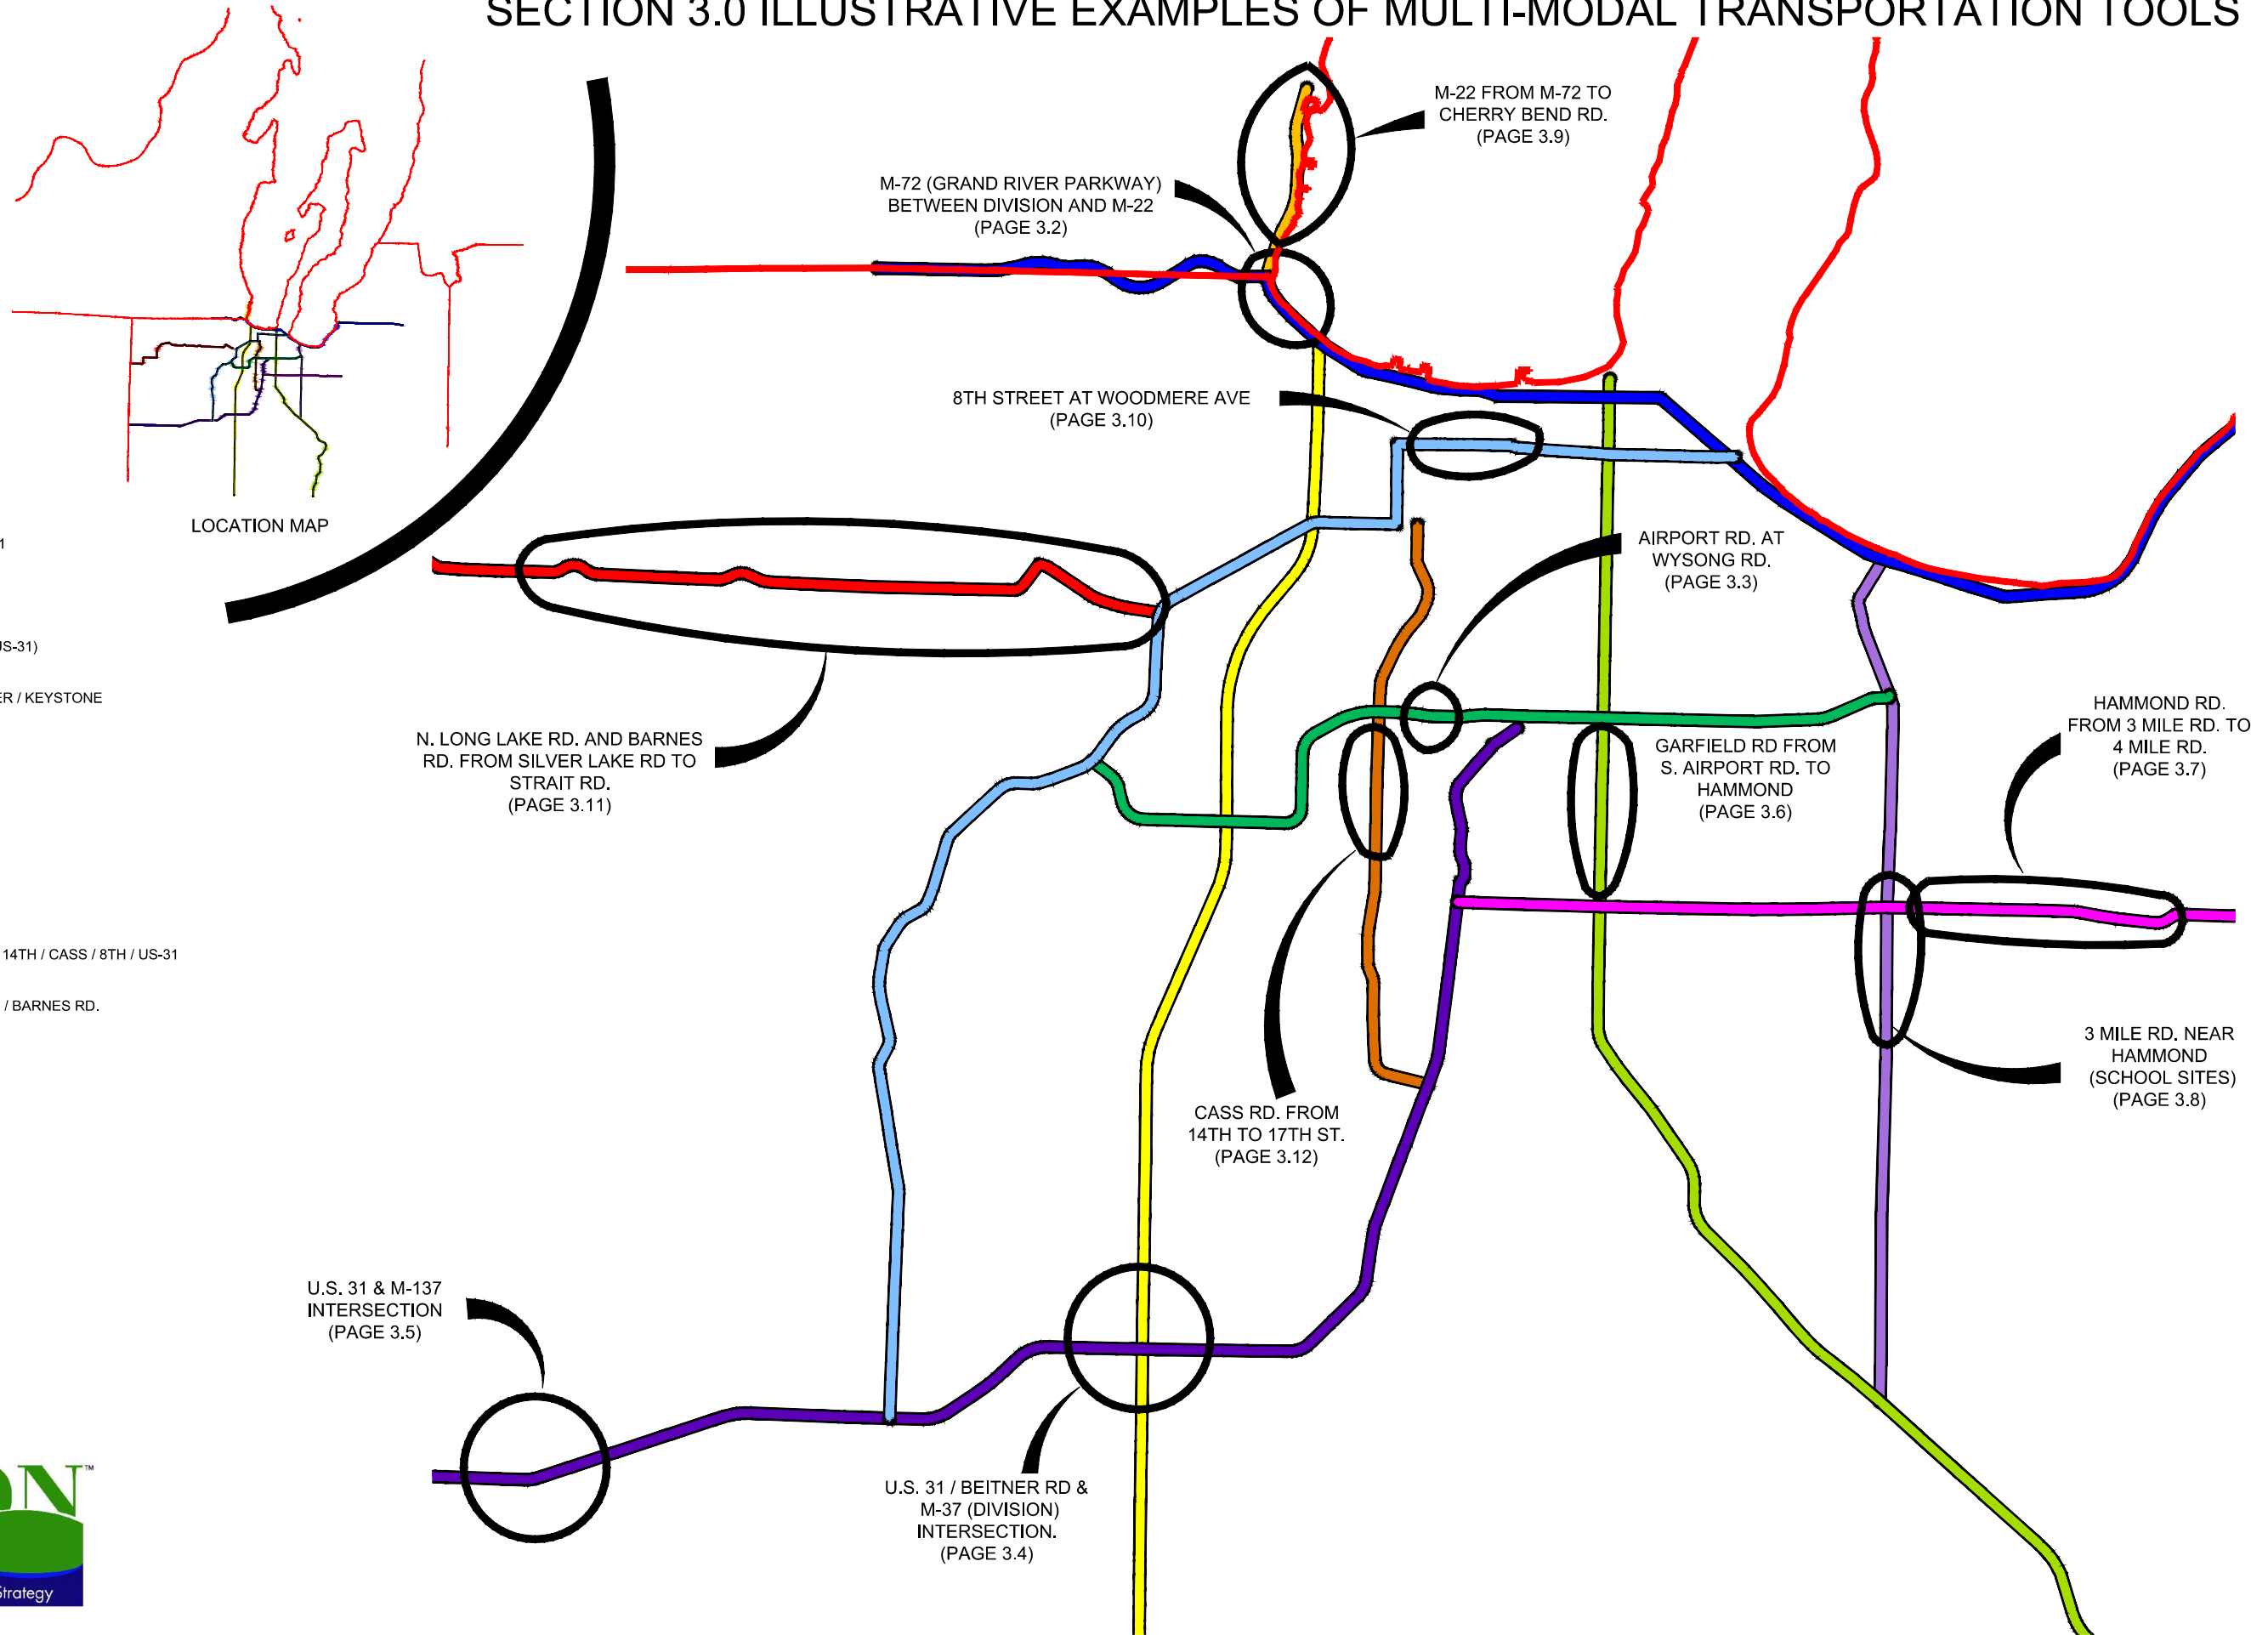 SECTION 3.0 ILLUSTRATIVE EXAMPLES OF MULTI-MODAL TRANSPORTATION TOOLS
M-22 FROM M-72 TO
CHERRY BEND RD.
(PAGE 3.9)
M-72 (GRAND RIVER PARKWAY)
BETWEEN DIVISION AND M-22
(PAGE 3.2)
8TH STREET AT WOODMERE AVE
(PAGE 3.10)
LOCATION MAP
AIRPORT RD. AT
WYSONG RD.
(PAGE 3.3)
1
US-31)
ER / KEYSTONE
N. LONG LAKE RD. AND BARNES
RD. FROM SILVER LAKE RD TO
STRAIT RD.
(PAGE 3.11)
GARFIELD RD FROM
S. AIRPORT RD. TO
HAMMOND
(PAGE 3.6)
HAMMOND RD.
FROM 3 MILE RD. TO
4 MILE RD.
(PAGE 3.7)
14TH / CASS / 8TH / US-31
/ BARNES RD.
3 MILE RD. NEAR
HAMMOND
(SCHOOL SITES)
(PAGE 3.8)
CASS RD. FROM
14TH TO 17TH ST.
(PAGE 3.12)
U.S. 31 & M-137
INTERSECTION
(PAGE 3.5)
U.S. 31 / BEITNER RD &
M-37 (DIVISION)
INTERSECTION.
(PAGE 3.4)
ON™
Strategy